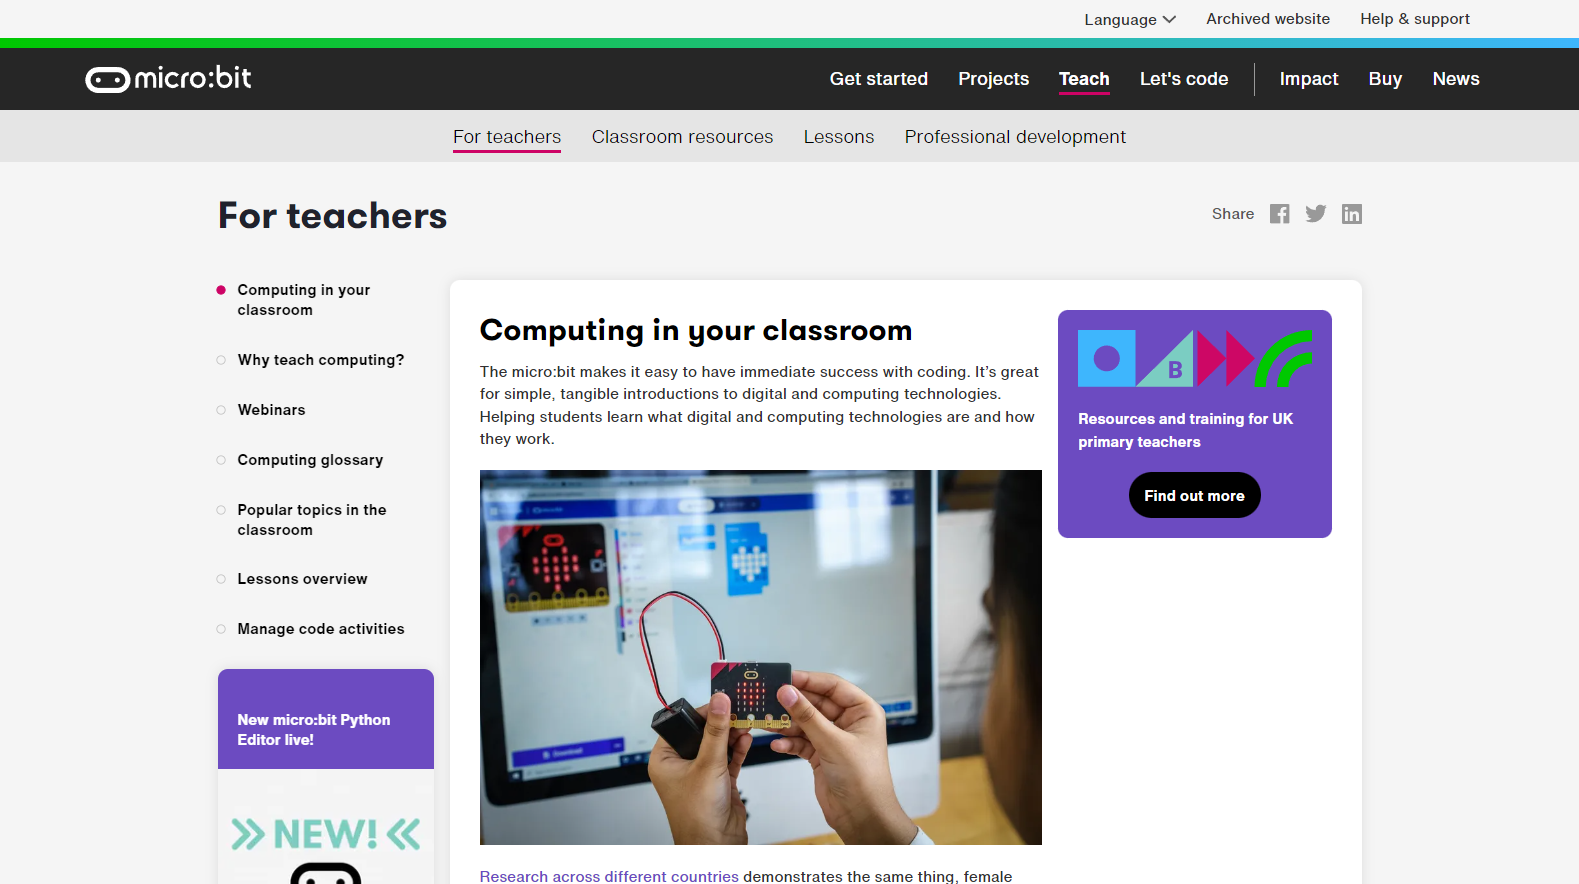 Language
Archived website
Help & support
micro:bit
Get started
Projects
Teach
Let's code
Impact
Buy
News
For teachers
Classroom resources
Lessons
Professional development
For teachers
Share
Computing in your
classroom
Why teach computing?
Webinars
Computing glossary
Popular topics in the
classroom
Lessons overview
Manage code activities
New micro:bit Python
Editor live!
NEW!
Computing in your classroom
The micro:bit makes it easy to have immediate success with coding. It’s great
for simple, tangible introductions to digital and computing technologies.
Helping students learn what digital and computing technologies are and how
they work.
Download
Research across different countries demonstrates the same thing, female
B
Resources and training for UK
primary teachers
Find out more